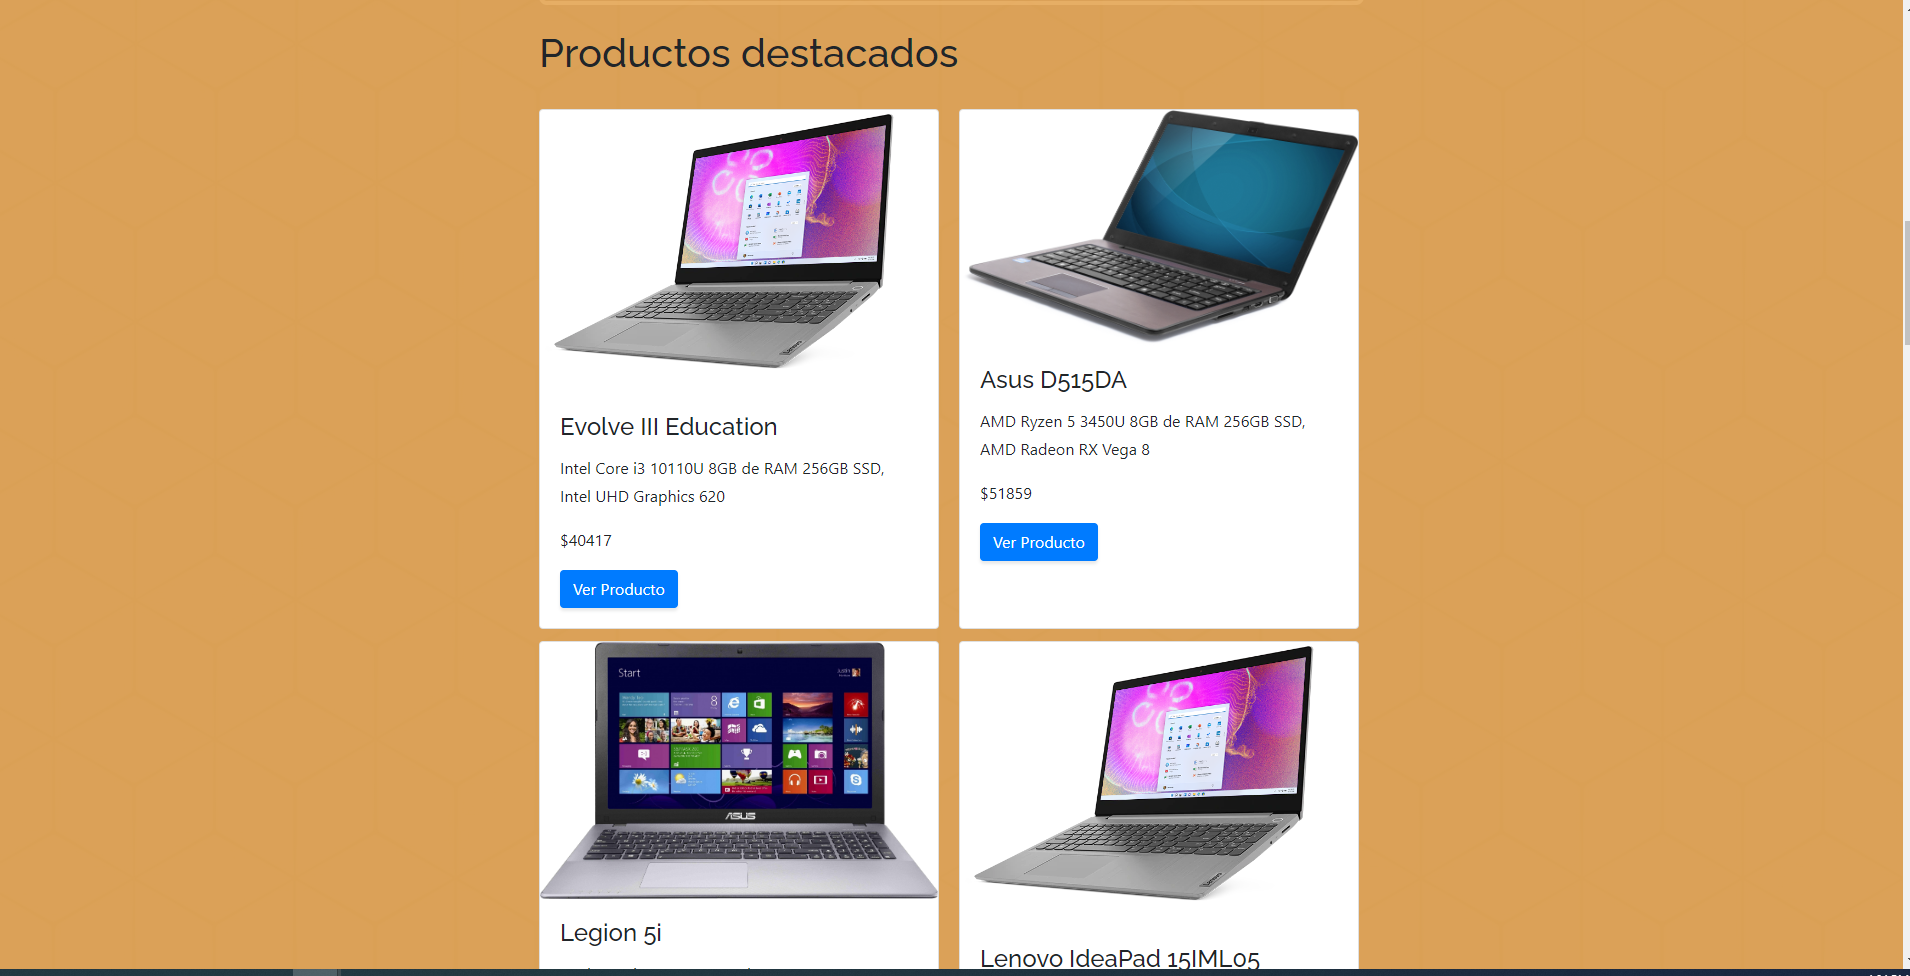 Productos destacados
Evolve III Education
Intel Core i3 10110U 8GB de RAM 256GB SSD,
Intel UHD Graphics 620
$40417
Ver Producto
Asus D515DA
AMD Ryzen 5 3450U 8GB de RAM 256GB SSD,
AMD Radeon RX Vega 8
$51859
Ver Producto
Start
ASUS
Legion 5i
Lenovo
Lenovo IdeaPad 15IML05